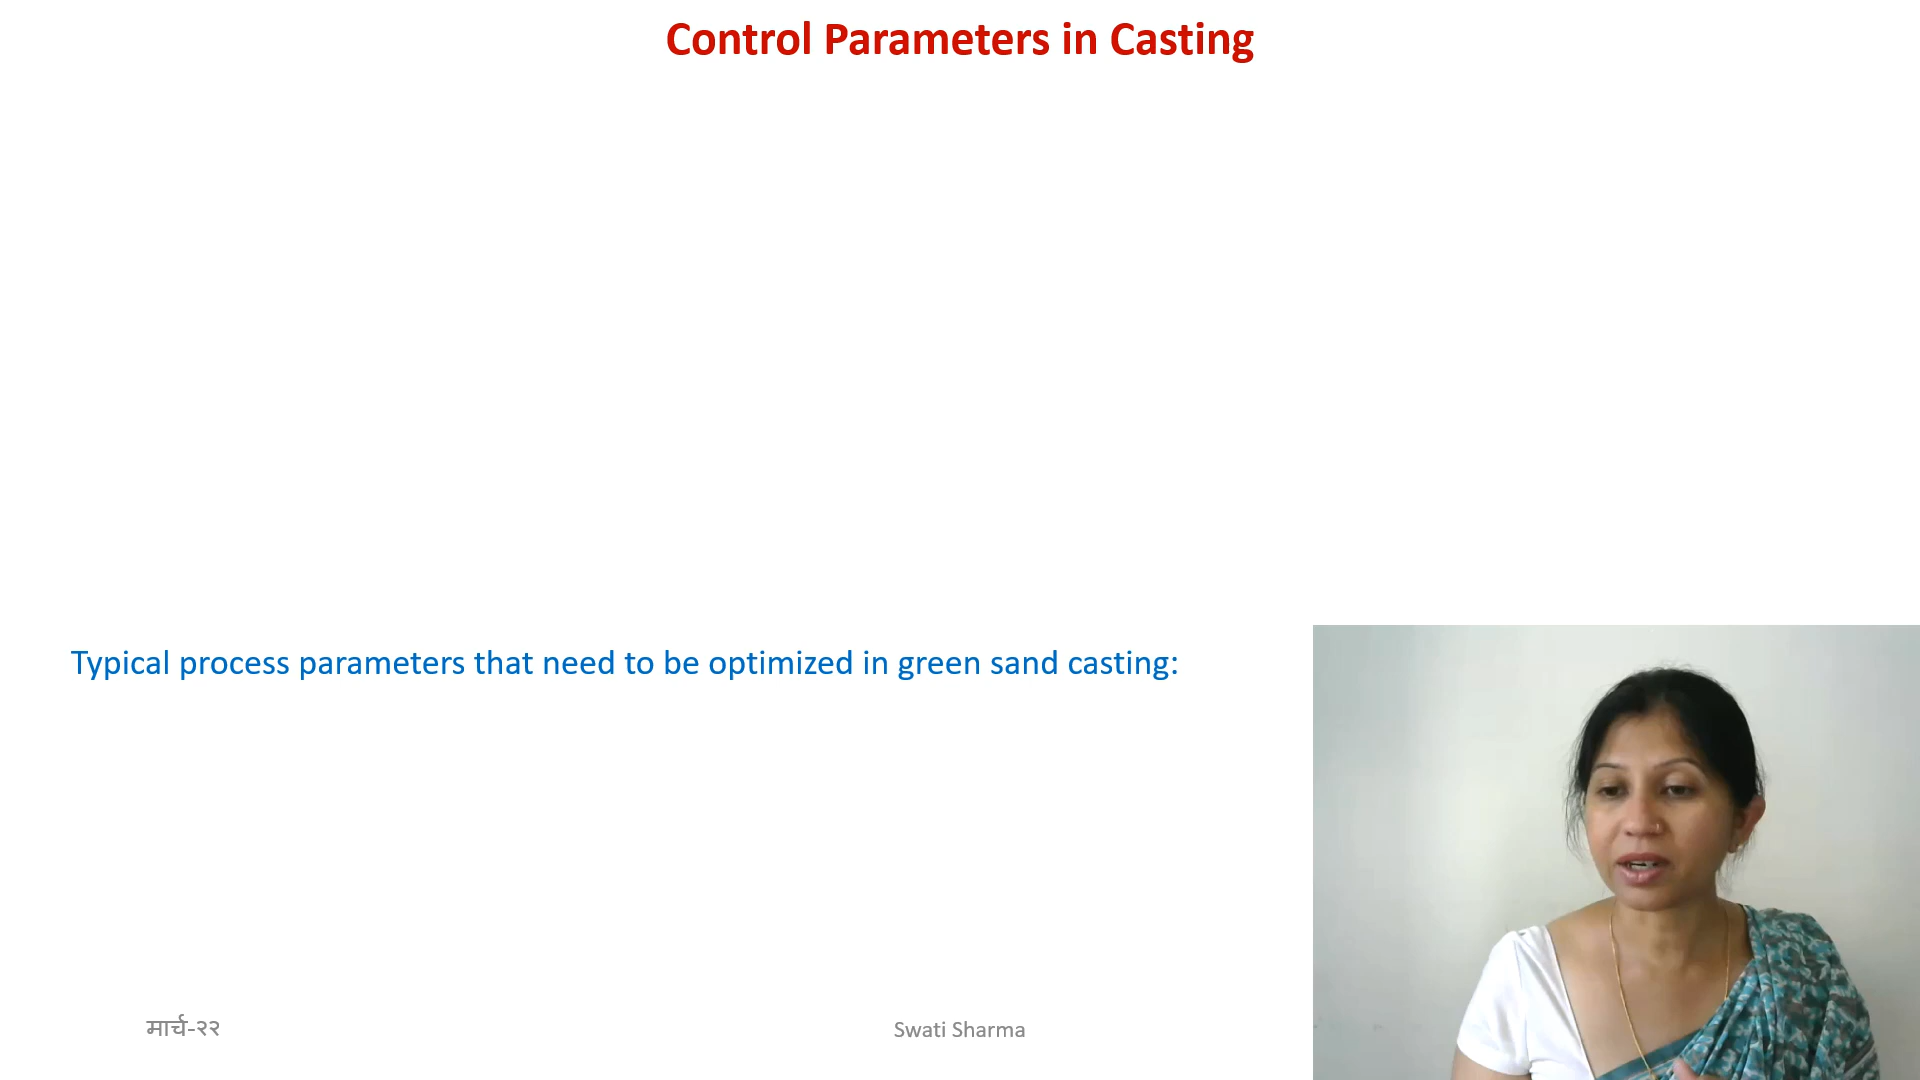 Control Parameters in Casting
Typical process parameters that need to be optimized in green sand casting:
मार्च-२२
Swati Sharma